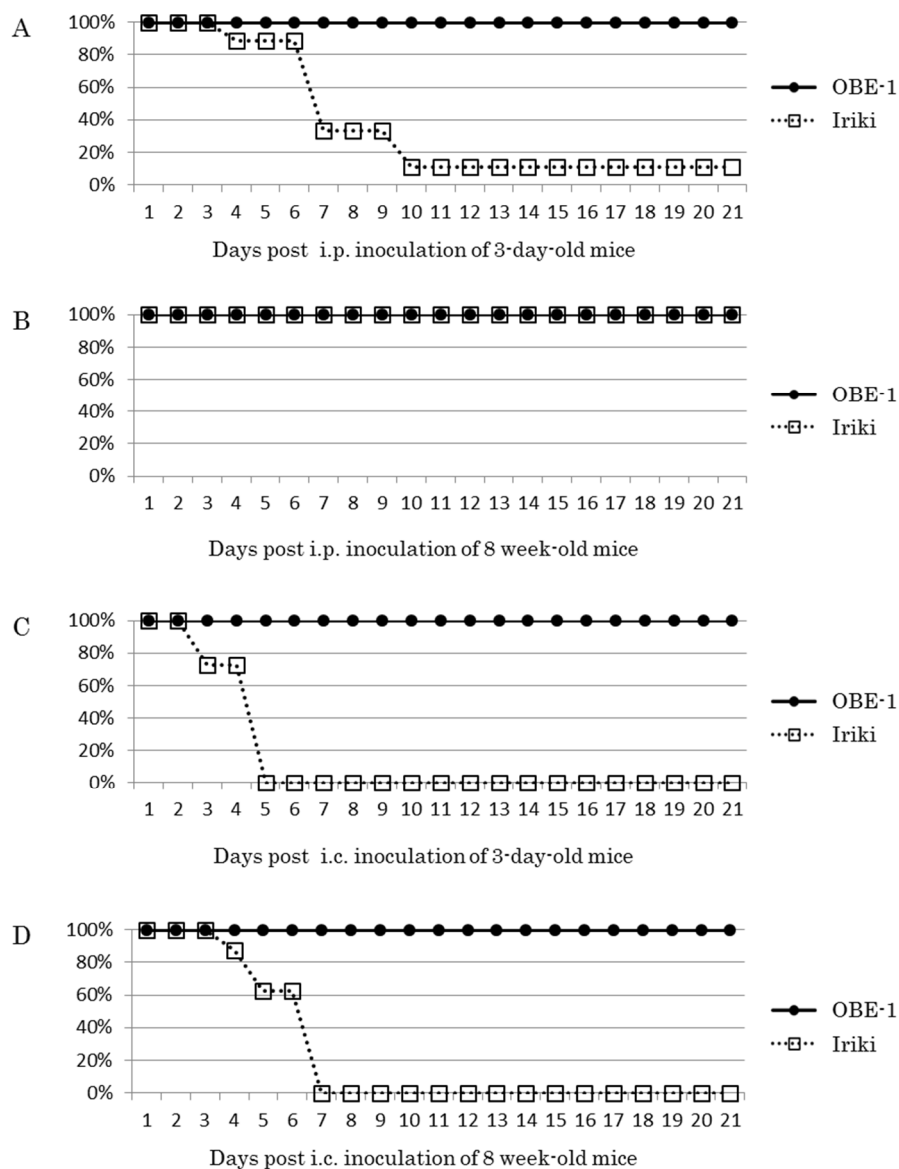 A
100%
80%
60%
40%
20%
0%
1 2 3 4 5 6 7 8 9 10 11 12 13 14 15 16 17 18 19 20 21
Days post i.p. inoculation of 3-day-old mice
OBE-1
Iriki
B
100%
80%
60%
40%
20%
0%
1 2 3 4 5 6 7 8 9 10 11 12 13 14 15 16 17 18 19 20 21
Days post i.p. inoculation of 8 week-old mice
OBE-1
Iriki
C
100%
80%
60%
40%
20%
0%
1 2 3 4 5 6 7 8 9 10 11 12 13 14 15 16 17 18 19 20 21
Days post i.c. inoculation of 3-day-old mice
OBE-1
Iriki
D
100%
80%
60%
40%
20%
0%
1 2 3 4 5 6 7 8 9 10 11 12 13 14 15 16 17 18 19 20 21
Days post i.c. inoculation of 8 week-old mice
OBE-1
Iriki